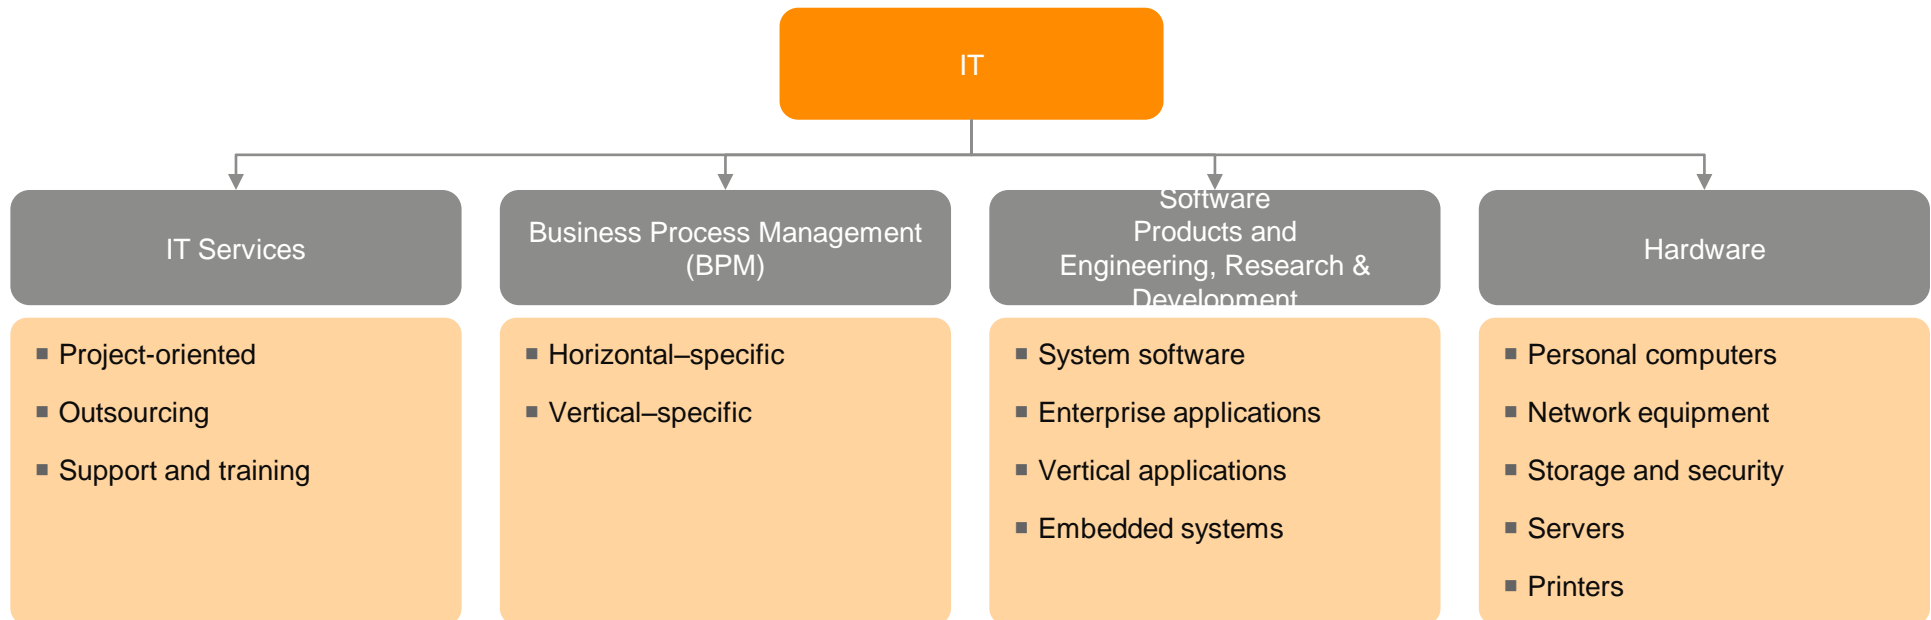 IT
IT Services
Business Process Management
(BPM)
Software
Products and
Engineering, Research &
Development
Hardware
Project-oriented
Outsourcing
Support and training
Horizontal–specific
Vertical–specific
System software
Enterprise applications
Vertical applications
Embedded systems
Personal computers
Network equipment
Storage and security
Servers
Printers